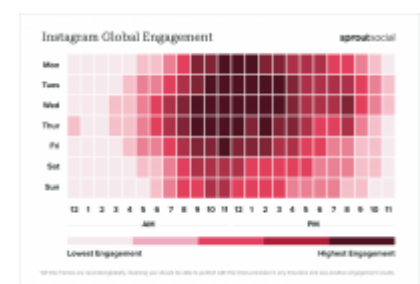 Instagram Global Engagement
sproutsocial
Mon
Tues
Wed
Thur
Fri
Sat
Sun
12 1 2 3 4 5 6 7 8 9 10 11 12 1 2 3 4 5 6 7 8 9 10 11
AM PM
Lowest Engagement Highest Engagement